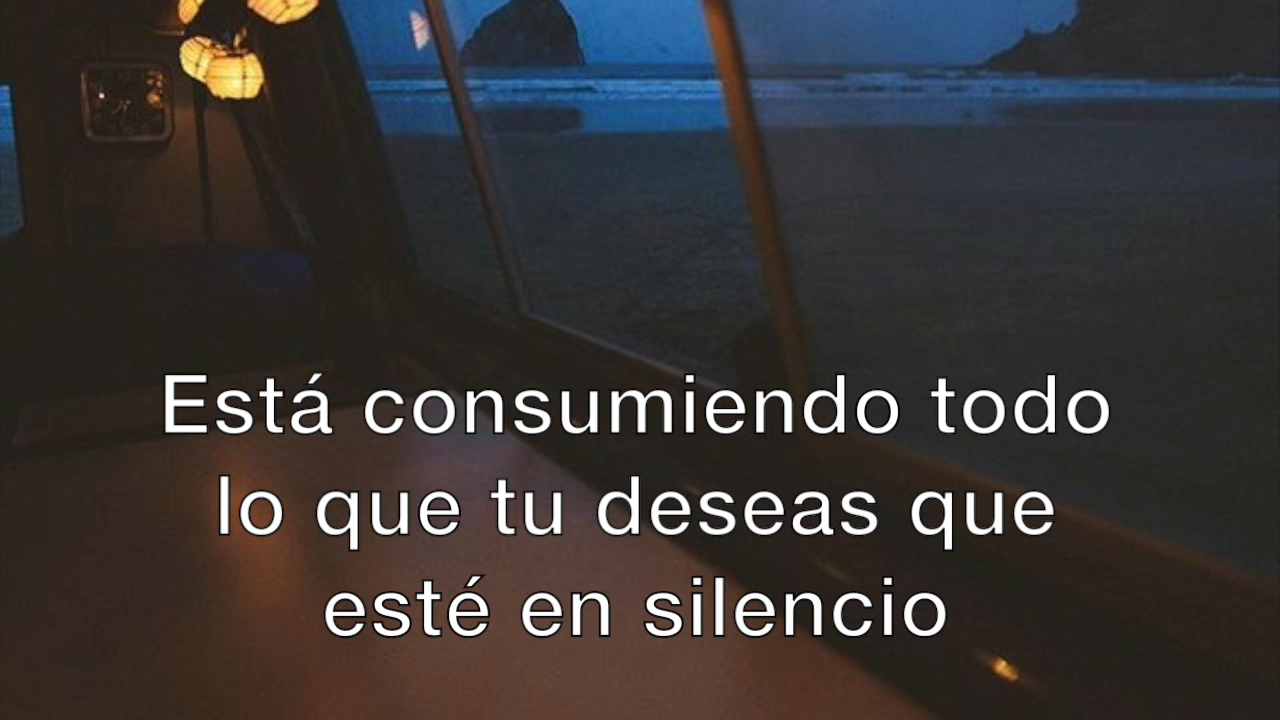 Está consumiendo todo
lo que tu deseas que
esté en silencio